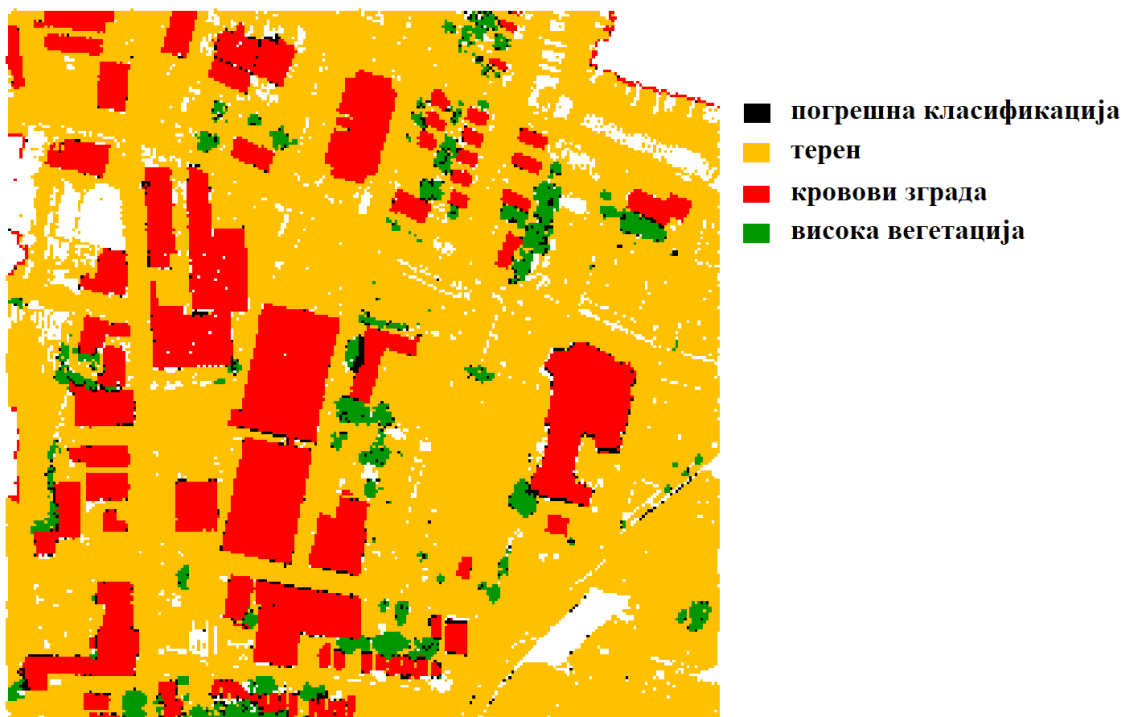 погрешна класификација
терен
кровови зграда
висока вегетација